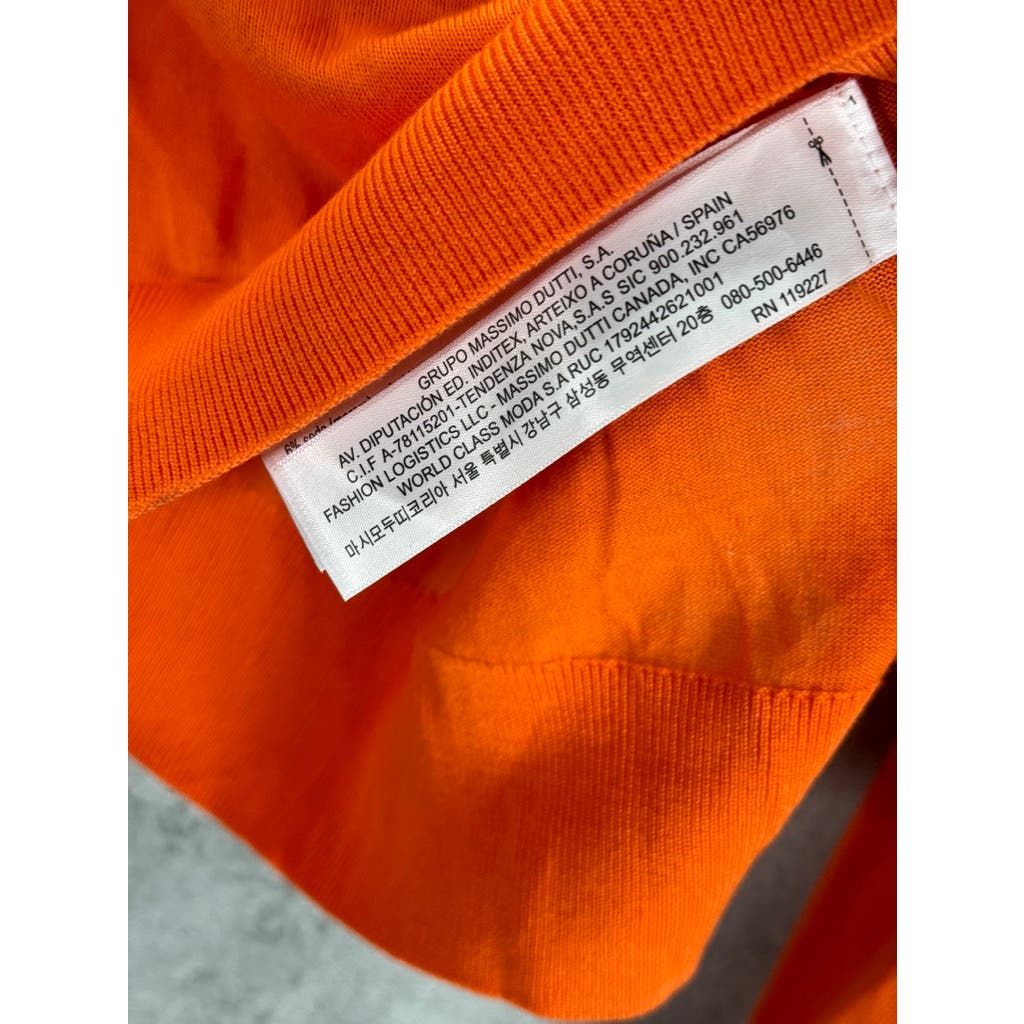 1
GRUPO MASSIMO DUTTI, S.A.
AV. DIPUTACIÓN ED. INDITEX, ARTEIXO A CORUÑA / SPAIN
C.I.F A-78115201-TENDENZA NOVA,S.A.S SIC 900.232.961
FASHION LOGISTICS LLC - MASSIMO DUTTI CANADA, INC CA56976
WORLD CLASS MODA S.A RUC 1792442621001
마시모두띠코리아 서울 특별시 강남구 삼성동 무역센터 20층 080-500-6446
RN 119227
6% seda